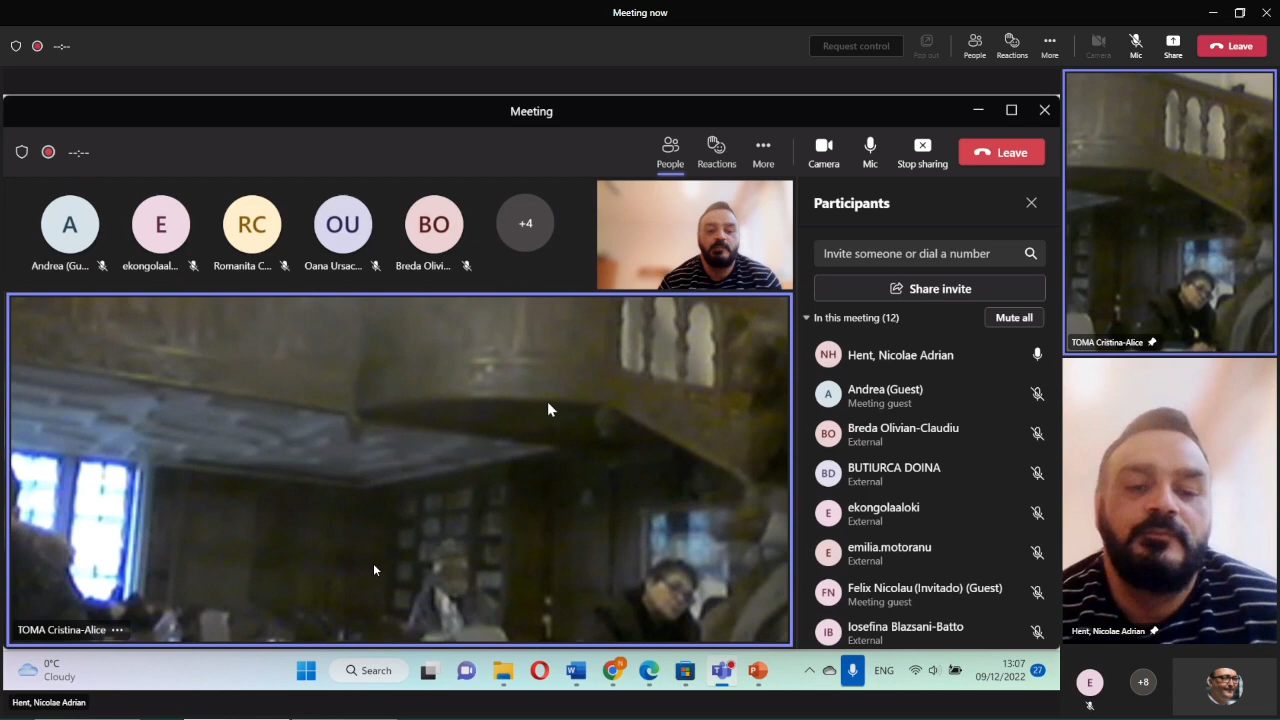 Meeting now
--:--
Request control
Pop out
People
Reactions
More
Camera
Mic
Share
Leave
Meeting
--:--
People
Reactions
More
Camera
Mic
Stop sharing
Leave
A
E
RC
OU
BO
+4
Andrea (Gu...
ekongolaal...
Romanita C...
Oana Ursac...
Breda Olivi...
Participants
Invite someone or dial a number
Share invite
In this meeting (12)
Mute all
NH
Hent, Nicolae Adrian
A
Andrea (Guest)
Meeting guest
BO
Breda Olivian-Claudiu
External
BD
BUTIURCA DOINA
External
E
ekongolaaloki
External
E
emilia.motoranu
External
FN
Felix Nicolau (Invitado) (Guest)
Meeting guest
IB
Iosefina Blazsani-Batto
External
TOMA Cristina-Alice ...
TOMA Cristina-Alice
Hent, Nicolae Adrian
0°C
Cloudy
Search
N
ENG
13:07
09/12/2022
27
Hent, Nicolae Adrian
E
+8